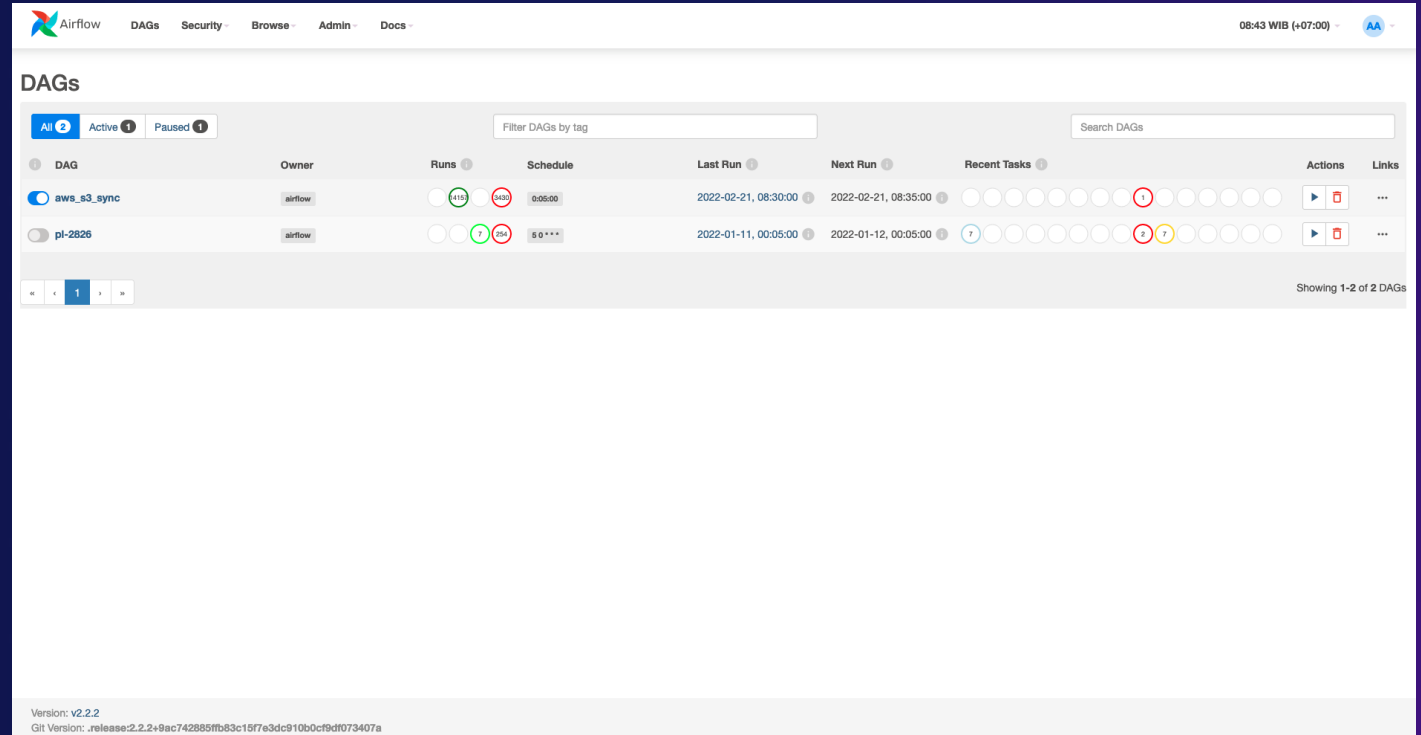 Airflow DAGs Security Browse Admin Docs 08:43 WIB (+07:00) AA
DAGs
All 2 Active 1 Paused 1 Filter DAGs by tag Search DAGs
DAG Owner Runs Schedule Last Run Next Run Recent Tasks Actions Links
aws_s3_sync airflow 14157 3430 0:05:00 2022-02-21, 08:30:00 2022-02-21, 08:35:00 1 ...
pl-2826 airflow 7 254 5 0 * * * 2022-01-11, 00:05:00 2022-01-12, 00:05:00 7 2 7 ...
« ‹ 1 › » Showing 1-2 of 2 DAGs
Version: v2.2.2
Git Version: .release:2.2.2+9ac742885ffb83c15f7e3dc910b0cf9df073407a